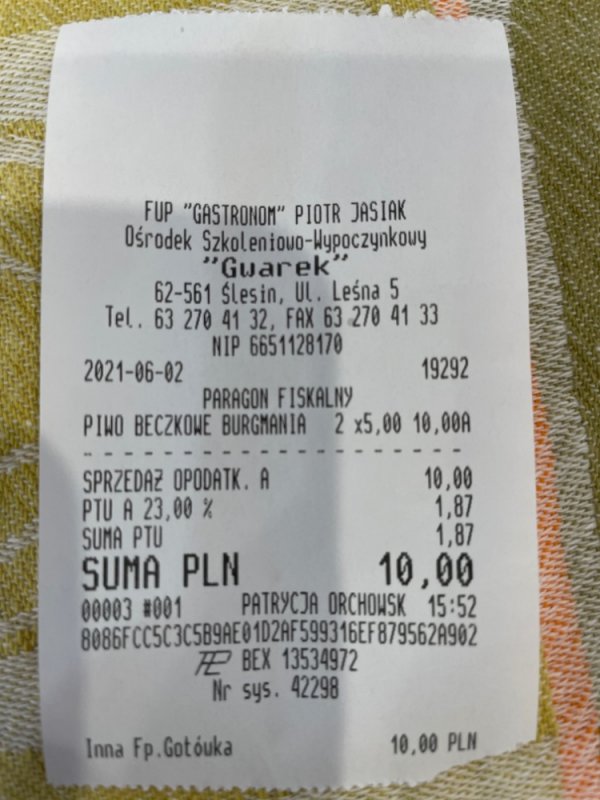 FUP "GASTRONOM" PIOTR JASIAK
Ośrodek Szkoleniowo-Wypoczynkowy
"Gwarek"
62-561 Ślesin, Ul. Leśna 5
Tel. 63 270 41 32, FAX 63 270 41 33
NIP 6651128170
2021-06-02 19292
PARAGON FISKALNY
PIWO BECZKOWE BURGMANIA 2 x5,00 10,00A
SPRZEDAŻ OPODATK. A 10,00
PTU A 23,00 % 1,87
SUMA PTU 1,87
SUMA PLN 10,00
00003 #001 PATRYCJA ORCHOWSK 15:52
8086FCC5C3C5B9AE01D2AF599316EF879562A902
BEX 13534972
Nr sys. 42298
Inna Fp.Gotówka 10,00 PLN